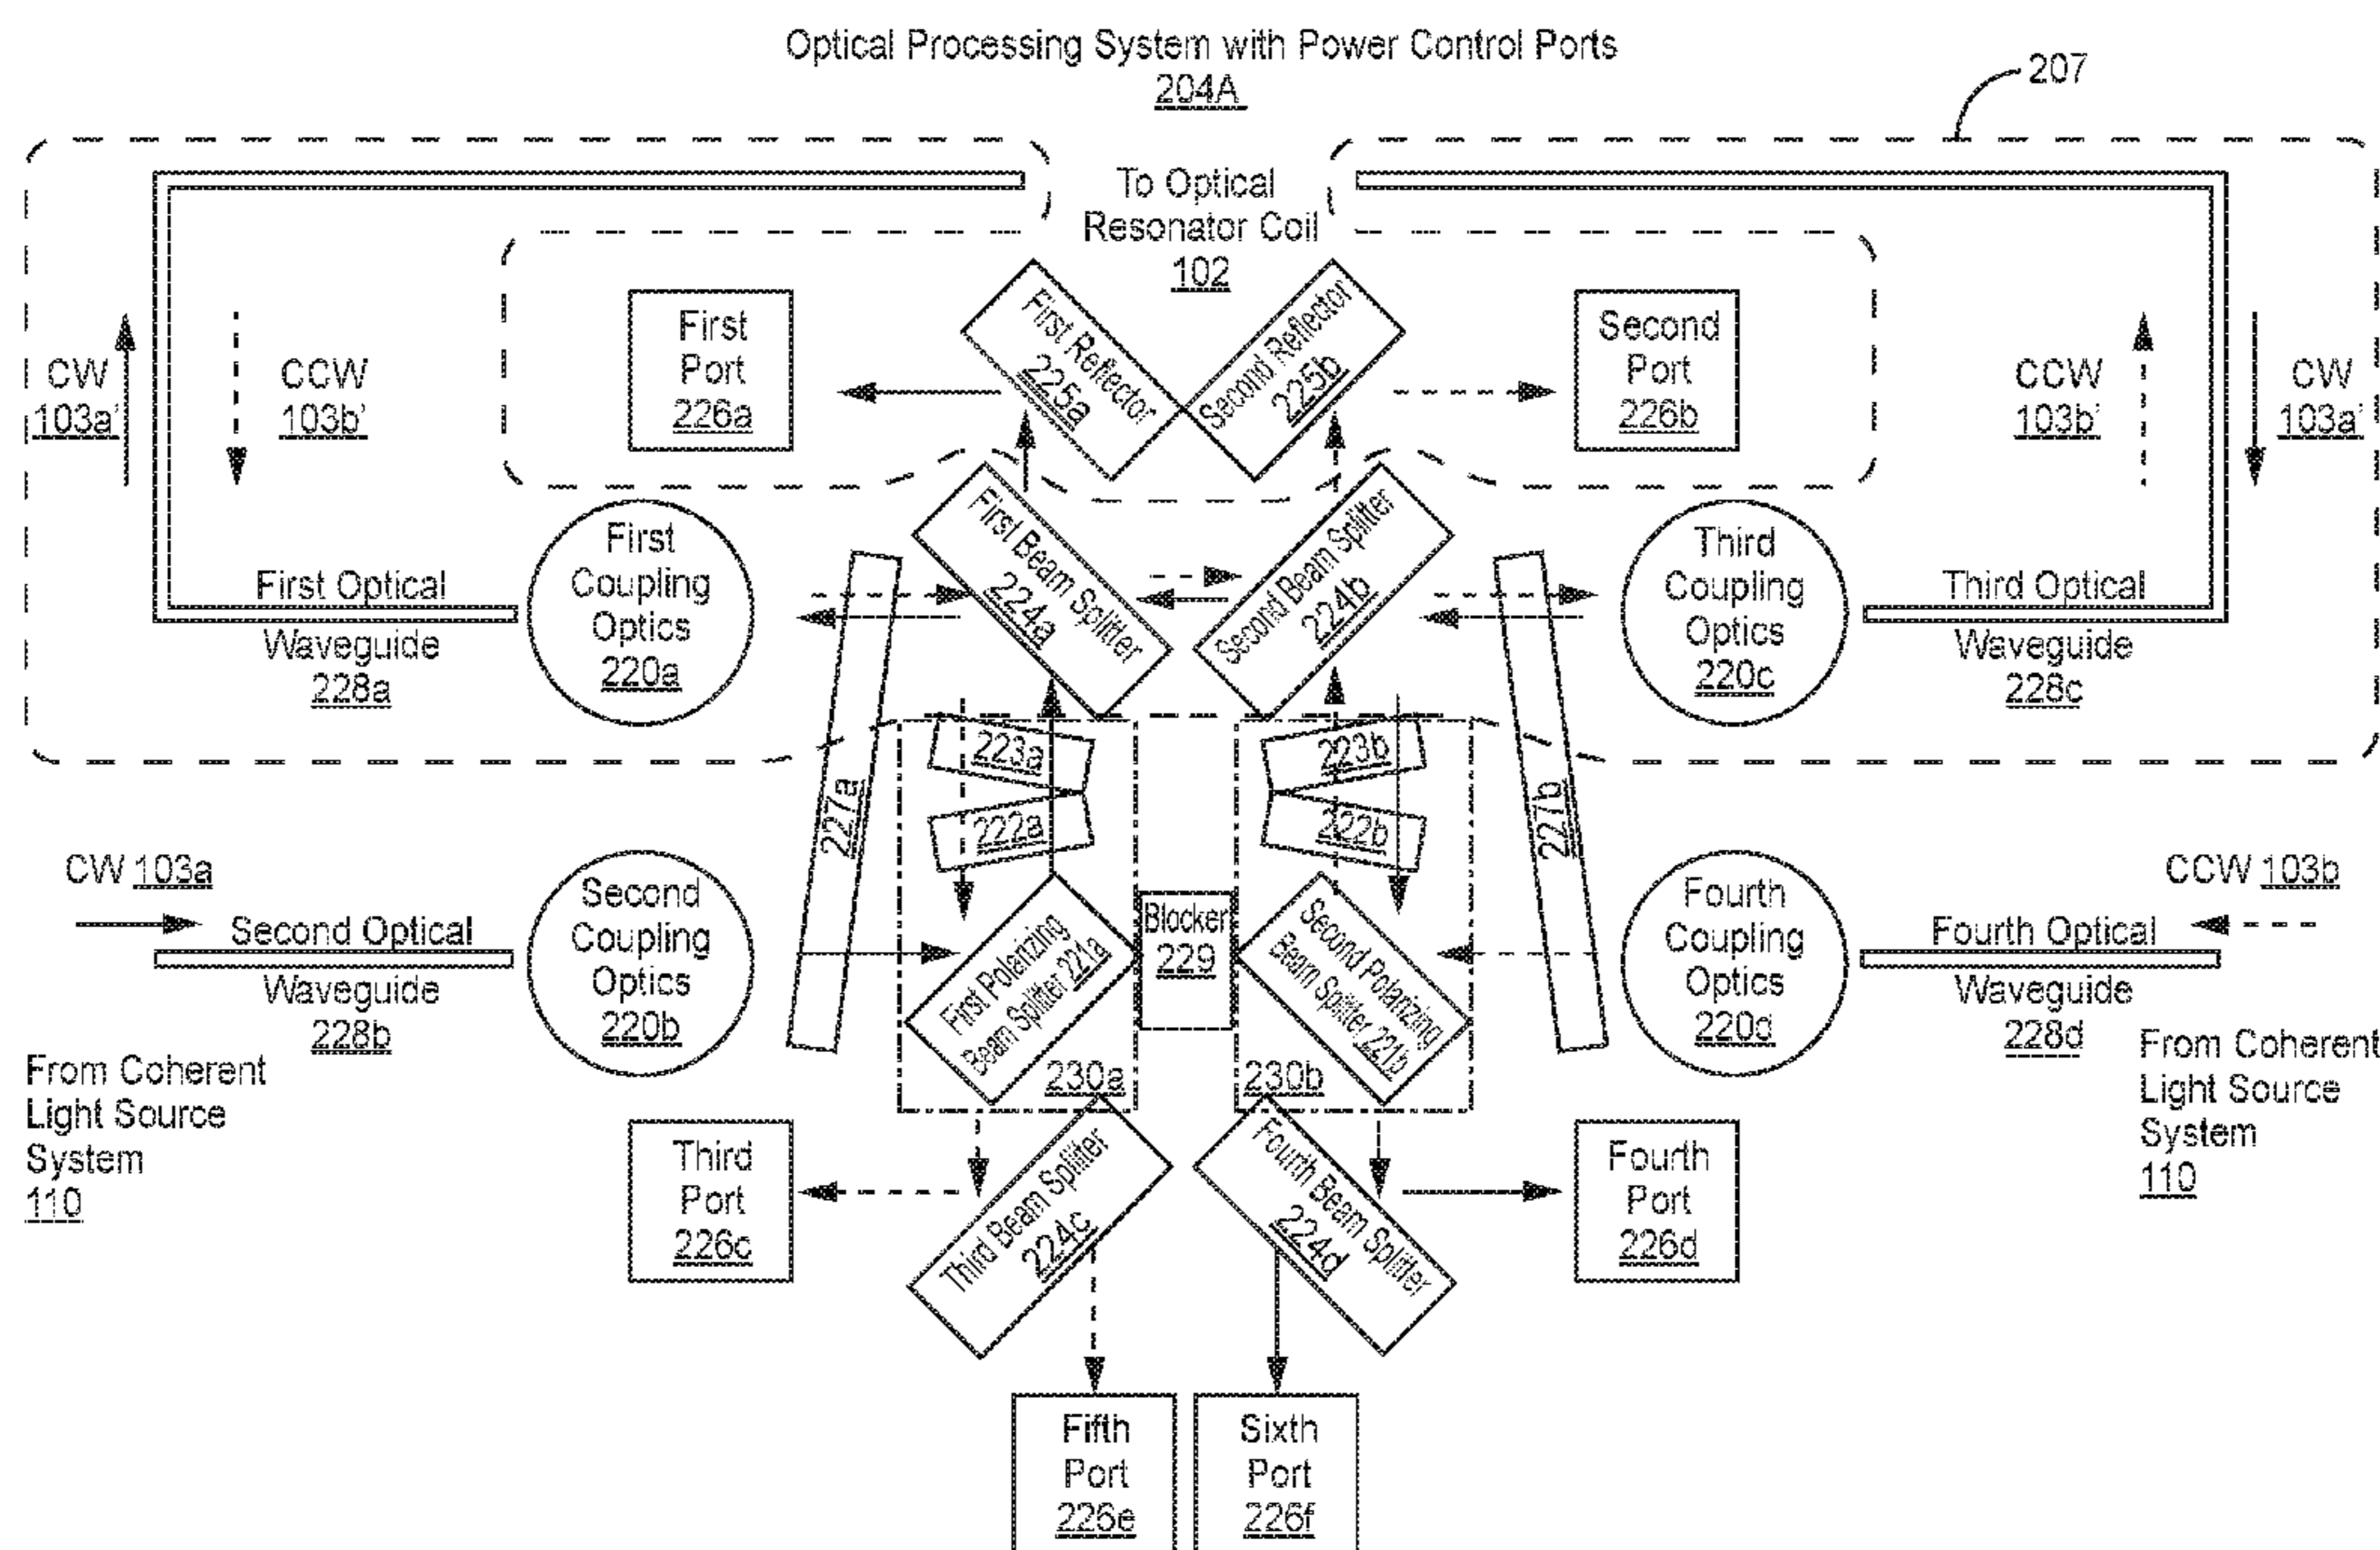 Optical Processing System with Power Control Ports
204A
207
To Optical
Resonator Coil
102
First
Port
226a
First Reflector
225a
Second Reflector
225b
Second
Port
226b
CW
103a'
CCW
103b'
CCW
103b'
CW
103a'
First
Coupling
Optics
220a
First Beam Splitter
224a
Second Beam Splitter
224b
Third
Coupling
Optics
220c
First Optical
Waveguide
228a
Third Optical
Waveguide
228c
223a
223b
222a
222b
227a
227b
CW 103a
Second Optical
Waveguide
228b
Second
Coupling
Optics
220b
First Polarizing
Beam Splitter 221a
Blocker
229
Second Polarizing
Beam Splitter 221b
Fourth
Coupling
Optics
220d
CCW 103b
Fourth Optical
Waveguide
228d
From Coherent
Light Source
System
110
230a
230b
From Coherent
Light Source
System
110
Third
Port
226c
Third Beam Splitter
224c
Fourth Beam Splitter
224d
Fourth
Port
226d
Fifth
Port
226e
Sixth
Port
226f